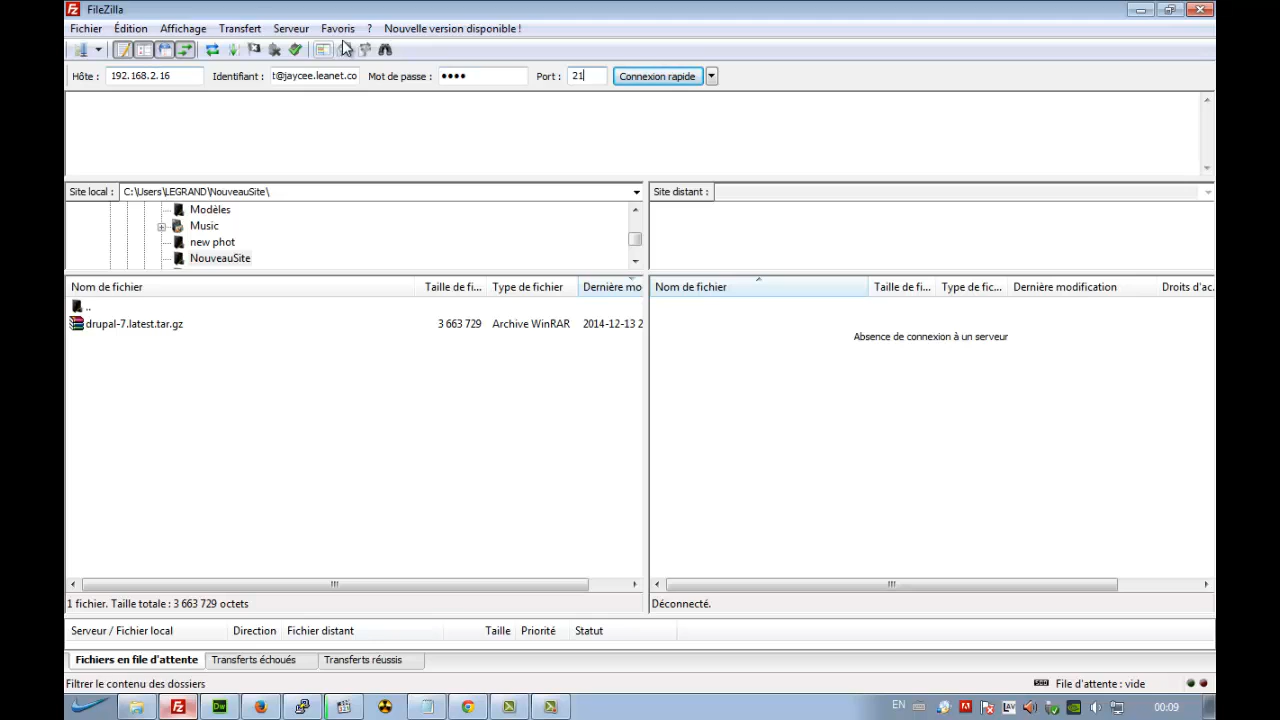 FileZilla
Fichier Édition Affichage Transfert Serveur Favoris ? Nouvelle version disponible !
Hôte : 192.168.2.16 Identifiant : t@jaycee.leanet.co Mot de passe : •••• Port : 21 Connexion rapide
Site local : C:\Users\LEGRAND\NouveauSite\ Site distant :
Modèles
Music
new phot
NouveauSite
Nom de fichier Taille de fi... Type de fichier Dernière mo Nom de fichier Taille de fi... Type de fic... Dernière modification Droits d'ac.
..
drupal-7.latest.tar.gz 3 663 729 Archive WinRAR 2014-12-13 2
Absence de connexion à un serveur
1 fichier. Taille totale : 3 663 729 octets Déconnecté.
Serveur / Fichier local Direction Fichier distant Taille Priorité Statut
Fichiers en file d'attente Transferts échoués Transferts réussis
Filtrer le contenu des dossiers File d'attente : vide
EN 00:09